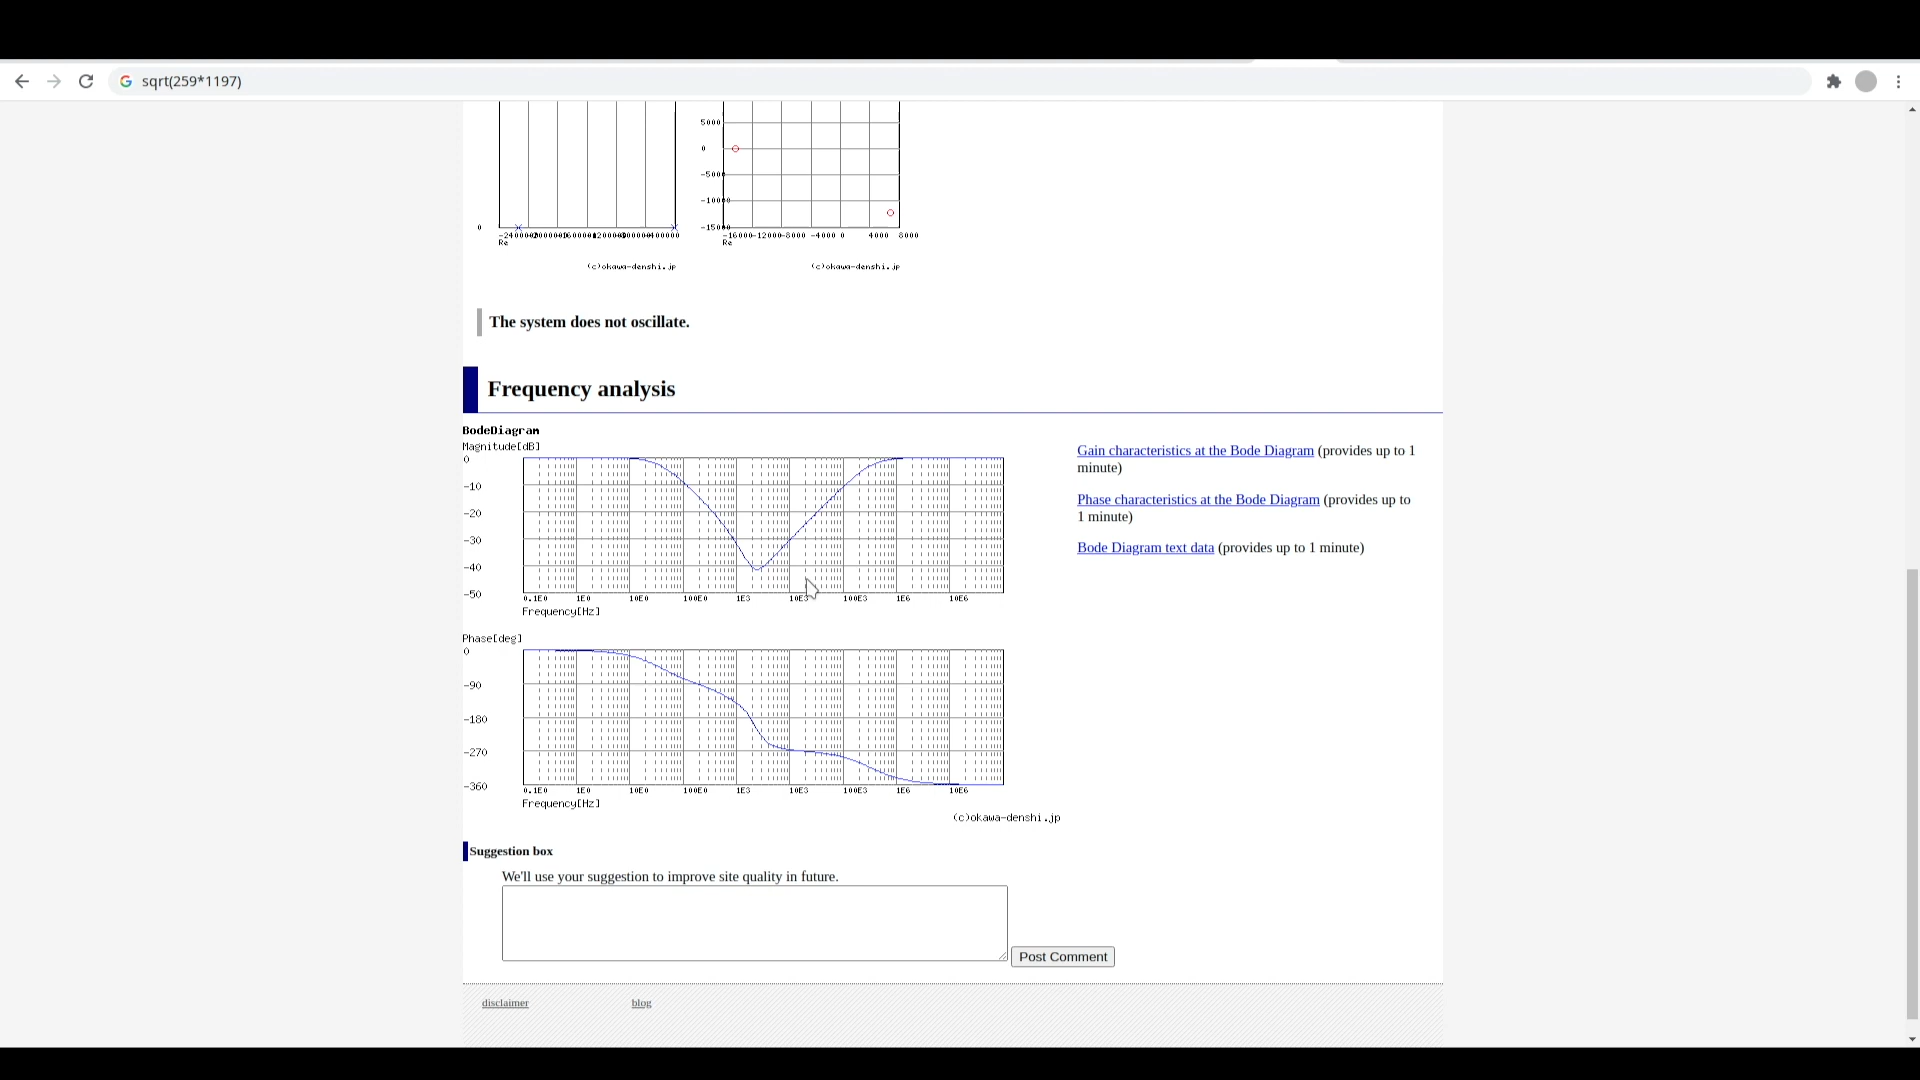 sqrt(259*1197)
5000
0
-5000
-10000
0
-15000
Re
-16000-12000-8000 -4000 0 4000 8000
Re
(c)okawa-denshi.jp
(c)okawa-denshi.jp
The system does not oscillate.
Frequency analysis
BodeDiagram
Magnitude[dB]
0
-10
-20
-30
-40
-50
0.1E0 1E0 10E0 100E0 1E3 10E3 100E3 1E6 10E6
Frequency[Hz]
Gain characteristics at the Bode Diagram (provides up to 1
minute)
Phase characteristics at the Bode Diagram (provides up to
1 minute)
Bode Diagram text data (provides up to 1 minute)
Phase[deg]
0
-90
-180
-270
-360
0.1E0 1E0 10E0 100E0 1E3 10E3 100E3 1E6 10E6
Frequency[Hz]
(c)okawa-denshi.jp
Suggestion box
We'll use your suggestion to improve site quality in future.
Post Comment
disclaimer
blog